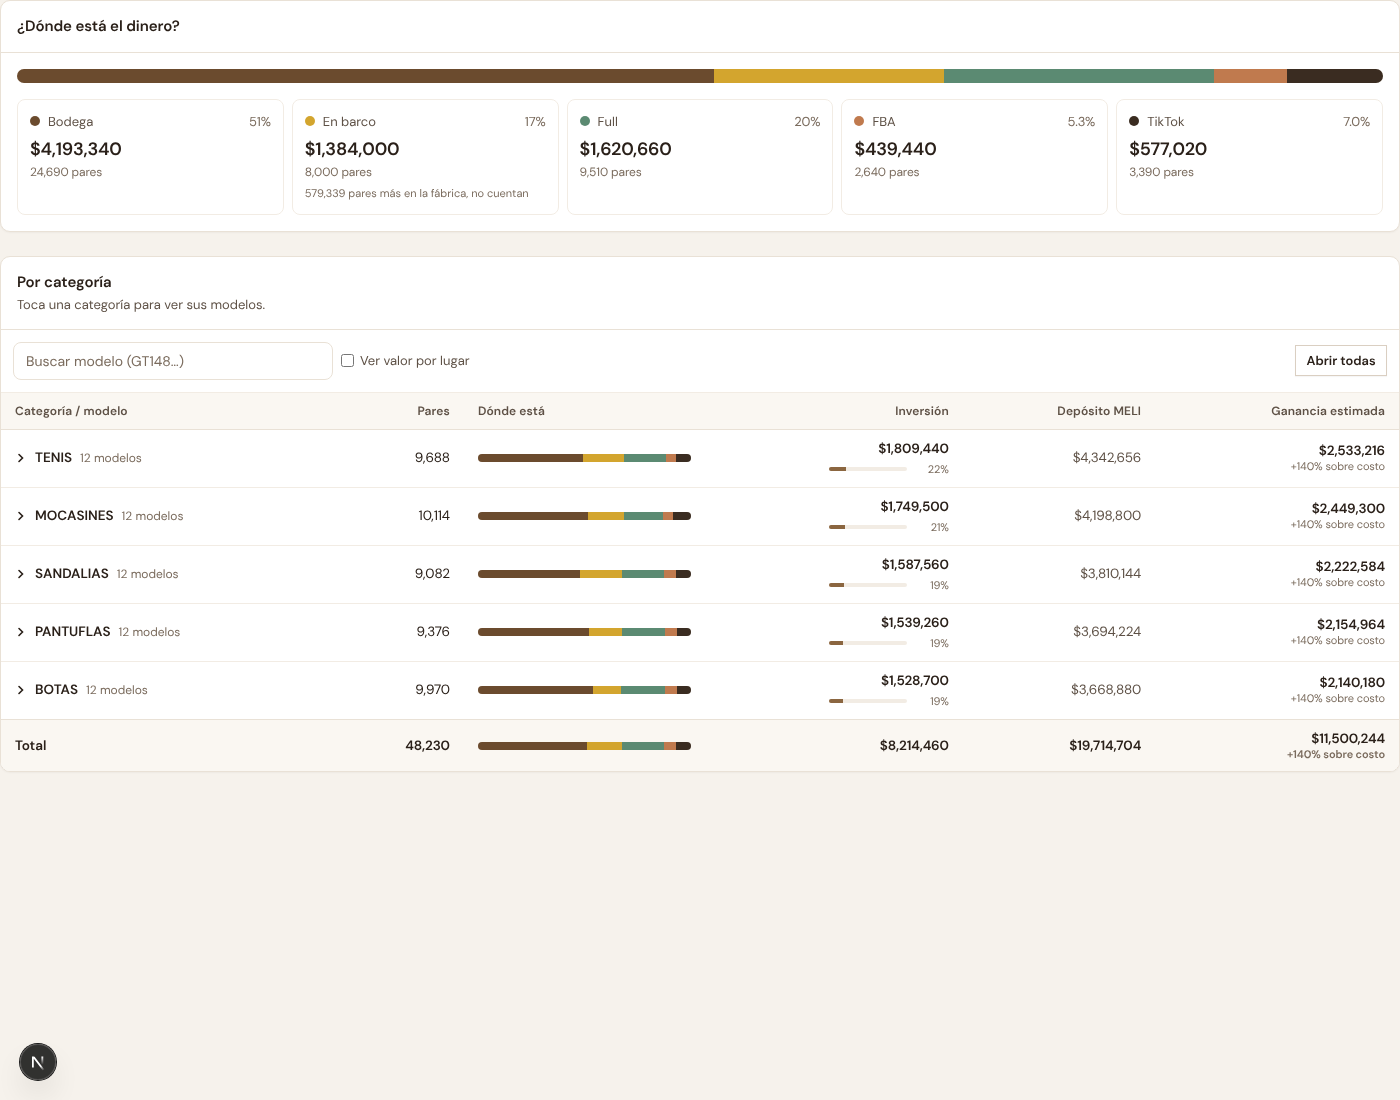 ¿Dónde está el dinero?
Bodega 51%
$4,193,340
24,690 pares
En barco 17%
$1,384,000
8,000 pares
579,339 pares más en la fábrica, no cuentan
Full 20%
$1,620,660
9,510 pares
FBA 5.3%
$439,440
2,640 pares
TikTok 7.0%
$577,020
3,390 pares
Por categoría
Toca una categoría para ver sus modelos.
Buscar modelo (GT148…)
Ver valor por lugar
Abrir todas
Categoría / modelo Pares Dónde está Inversión Depósito MELI Ganancia estimada
TENIS 12 modelos 9,688 $1,809,440 22% $4,342,656 $2,533,216
+140% sobre costo
MOCASINES 12 modelos 10,114 $1,749,500 21% $4,198,800 $2,449,300
+140% sobre costo
SANDALIAS 12 modelos 9,082 $1,587,560 19% $3,810,144 $2,222,584
+140% sobre costo
PANTUFLAS 12 modelos 9,376 $1,539,260 19% $3,694,224 $2,154,964
+140% sobre costo
BOTAS 12 modelos 9,970 $1,528,700 19% $3,668,880 $2,140,180
+140% sobre costo
Total 48,230 $8,214,460 $19,714,704 $11,500,244
+140% sobre costo
N